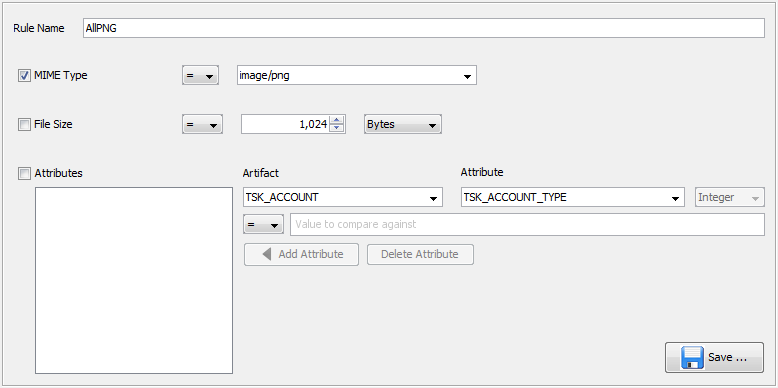 Rule Name AllPNG
MIME Type = image/png
File Size = 1,024 Bytes
Attributes Artifact Attribute
TSK_ACCOUNT TSK_ACCOUNT_TYPE Integer
= Value to compare against
Add Attribute Delete Attribute
Save ...